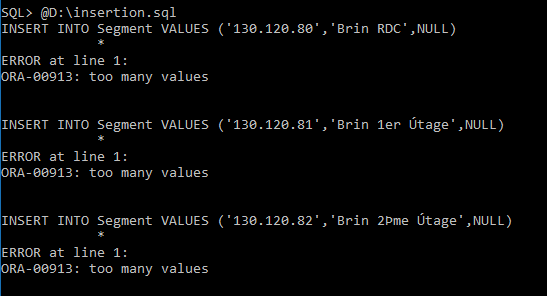 SQL> @D:\insertion.sql
INSERT INTO Segment VALUES ('130.120.80','Brin RDC',NULL)
*
ERROR at line 1:
ORA-00913: too many values
INSERT INTO Segment VALUES ('130.120.81','Brin 1er Útage',NULL)
*
ERROR at line 1:
ORA-00913: too many values
INSERT INTO Segment VALUES ('130.120.82','Brin 2Þme Útage',NULL)
*
ERROR at line 1:
ORA-00913: too many values